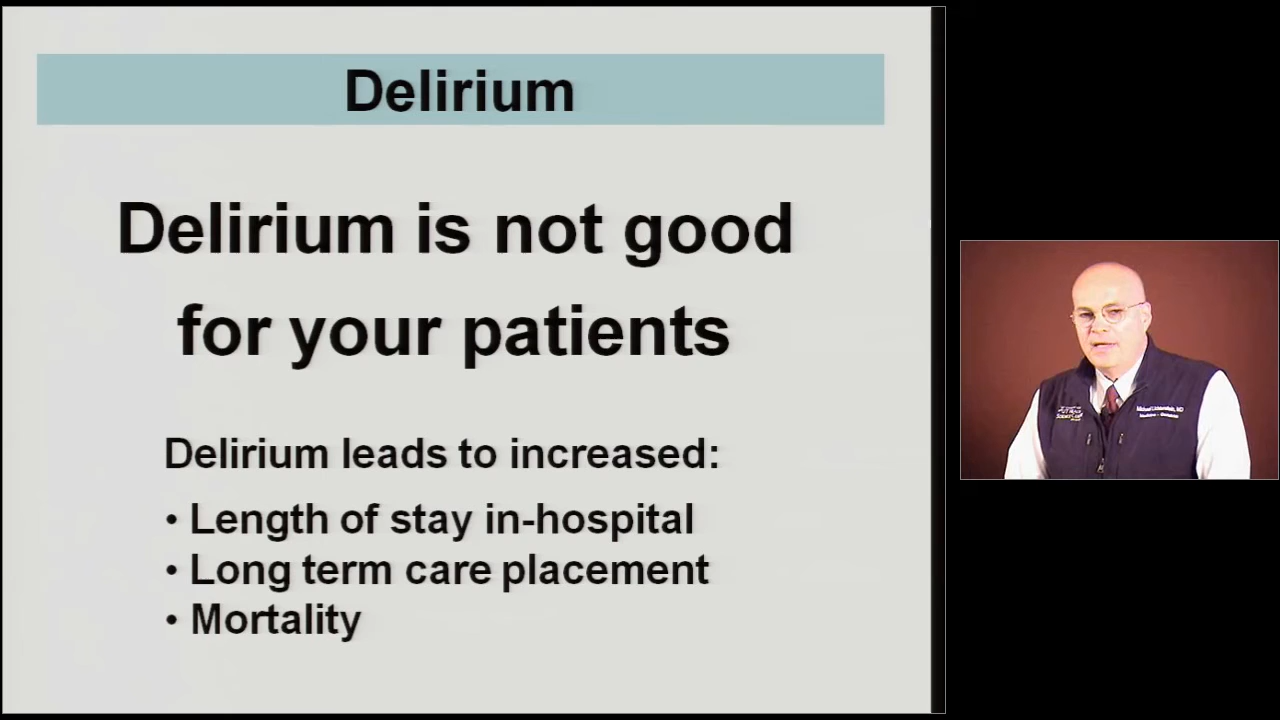 Delirium
Delirium is not good
for your patients
Delirium leads to increased:
• Length of stay in-hospital
• Long term care placement
• Mortality